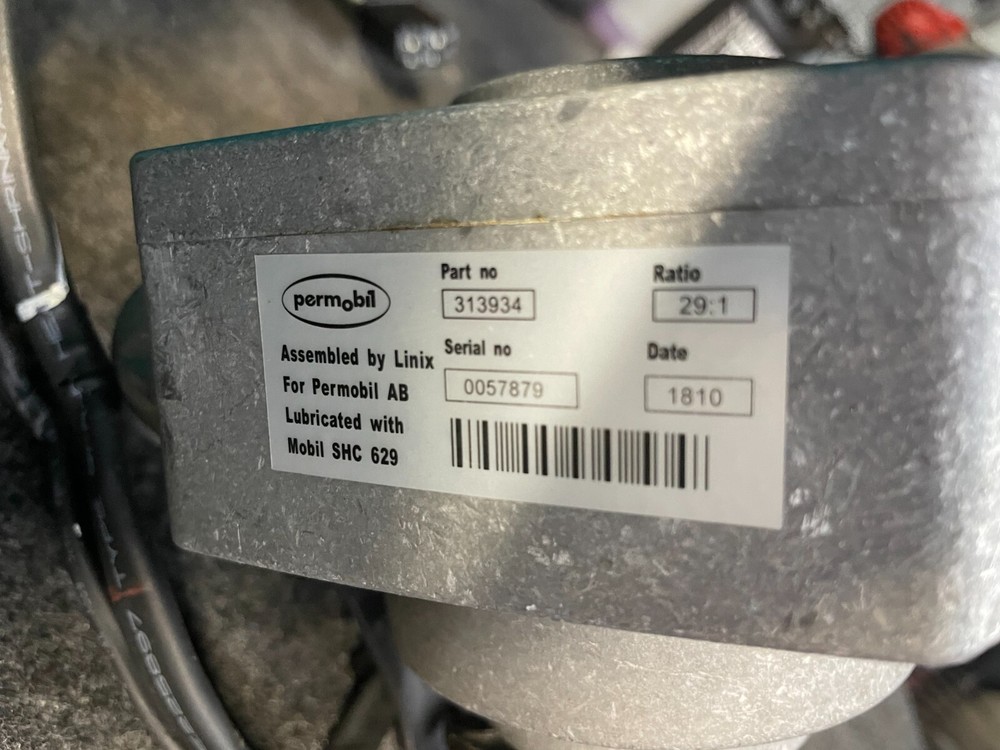 permobil
Assembled by Linix
For Permobil AB
Lubricated with
Mobil SHC 629
Part no
313934
Serial no
0057879
Ratio
29:1
Date
1810